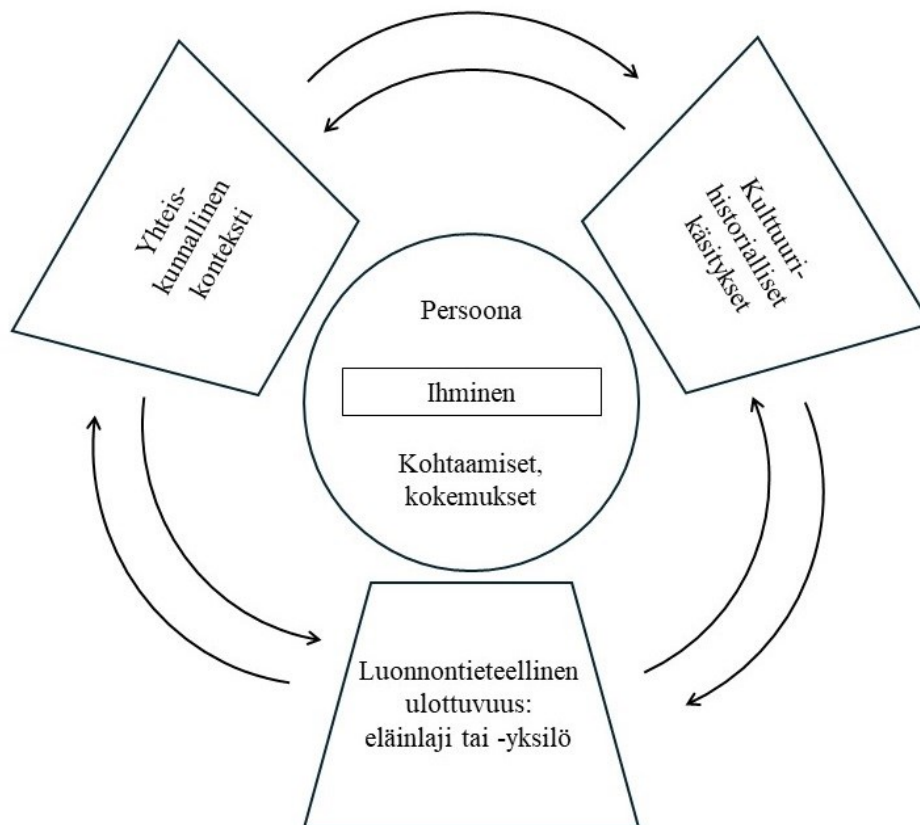 Yhteis-
kunnallinen
konteksti
Kulttuuri-
historialliset
käsitykset
Persoona
Ihminen
Kohtaamiset,
kokemukset
Luonnontieteellinen
ulottuvuus:
eläinlaji tai -yksilö